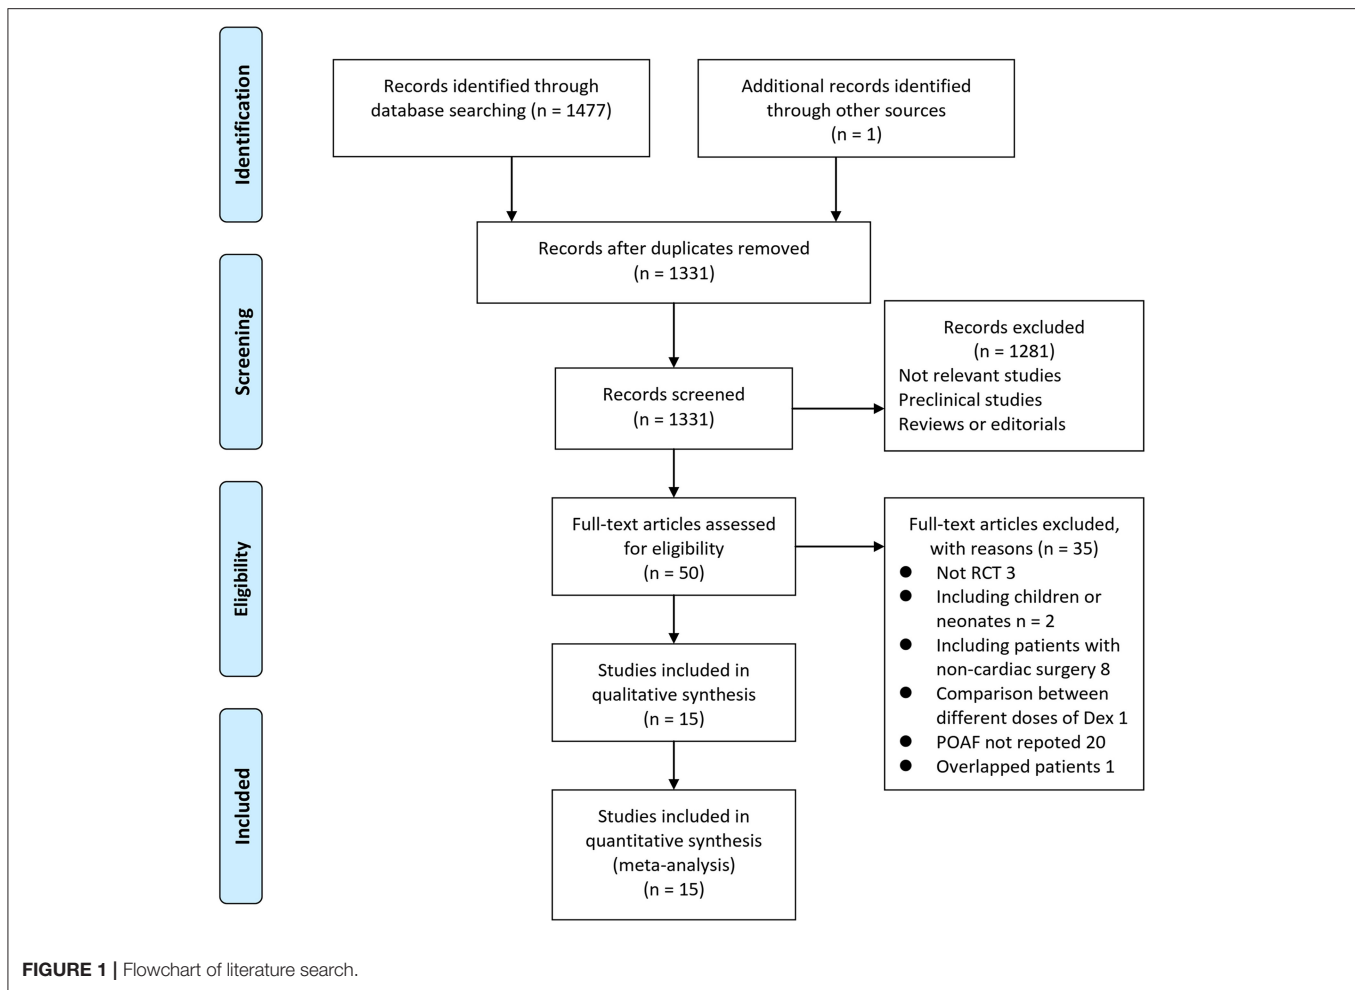 Identification
Records identified through
database searching (n = 1477)
Additional records identified
through other sources
(n = 1)
Records after duplicates removed
(n = 1331)
Screening
Records screened
(n = 1331)
Records excluded
(n = 1281)
Not relevant studies
Preclinical studies
Reviews or editorials
Eligibility
Full-text articles assessed
for eligibility
(n = 50)
Full-text articles excluded,
with reasons (n = 35)
● Not RCT 3
● Including children or
neonates n = 2
● Including patients with
non-cardiac surgery 8
● Comparison between
different doses of Dex 1
● POAF not repoted 20
● Overlapped patients 1
Studies included in
qualitative synthesis
(n = 15)
Included
Studies included in
quantitative synthesis
(meta-analysis)
(n = 15)
FIGURE 1 | Flowchart of literature search.